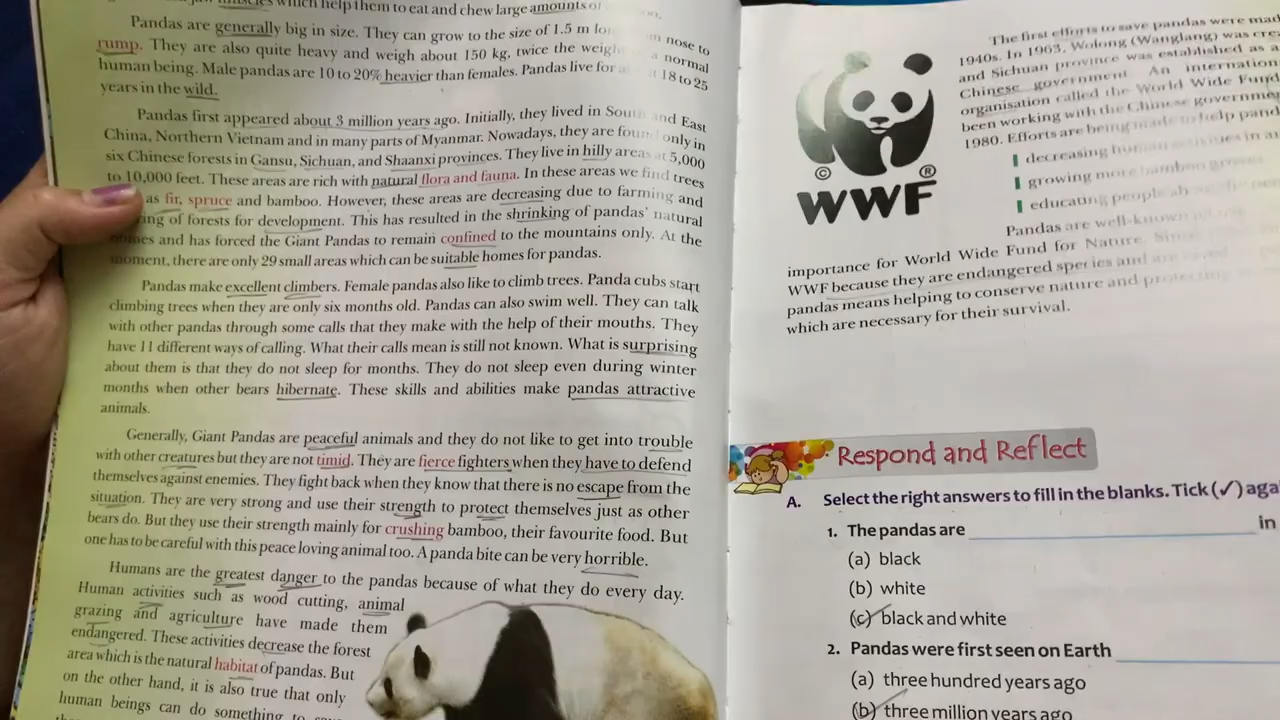 muscles which help them to eat and chew large amounts of
Pandas are generally big in size. They can grow to the size of 1.5 m nose to
rump. They are also quite heavy and weigh about 150 kg, twice the a normal
human being. Male pandas are 10 to 20% heavier than females. Pandas live for 18 to 25
years in the wild.
Pandas first appeared about 3 million years ago. Initially, they lived in South and East
China, Northern Vietnam and in many parts of Myanmar. Nowadays, they are found only in
six Chinese forests in Gansu, Sichuan, and Shaanxi provinces. They live in hilly areas at 5,000
to 10,000 feet. These areas are rich with natural flora and fauna. In these areas we find trees
as fir, spruce and bamboo. However, these areas are decreasing due to farming and
of forests for development. This has resulted in the shrinking of pandas' natural
and has forced the Giant Pandas to remain confined to the mountains only. At the
moment, there are only 29 small areas which can be suitable homes for pandas.
Pandas make excellent climbers. Female pandas also like to climb trees. Panda cubs start
climbing trees when they are only six months old. Pandas can also swim well. They can talk
with other pandas through some calls that they make with the help of their mouths. They
have 11 different ways of calling. What their calls mean is still not known. What is surprising
about them is that they do not sleep for months. They do not sleep even during winter
months when other bears hibernate. These skills and abilities make pandas attractive
animals.
Generally, Giant Pandas are peaceful animals and they do not like to get into trouble
with other creatures but they are not timid. They are fierce fighters when they have to defend
themselves against enemies. They fight back when they know that there is no escape from the
situation. They are very strong and use their strength to protect themselves just as other
bears do. But they use their strength mainly for crushing bamboo, their favourite food. But
one has to be careful with this peace loving animal too. A panda bite can be very horrible.
Humans are the greatest danger to the pandas because of what they do every day.
Human activities such as wood cutting, animal
grazing and agriculture have made them
endangered. These activities decrease the forest
area which is the natural habitat of pandas. But
on the other hand, it is also true that only
human beings can do something to
© ®
WWF
The first efforts to save pandas were
1940s. In 1963, Wolong (Wanglang) was
and Sichuan province was established as a
Chinese government. An
organisation called the World Wide Fund
been working with the Chinese
1980. Efforts are being made to help
decreasing human activities in
growing more bamboo
educating people
Pandas are well-known
importance for World Wide Fund for Nature.
WWF because they are endangered species and are
pandas means helping to conserve nature and
which are necessary for their survival.
Respond and Reflect
A. Select the right answers to fill in the blanks. Tick (✓)
1. The pandas are in
(a) black
(b) white
(c) black and white
2. Pandas were first seen on Earth
(a) three hundred years ago
(b) three million years ago